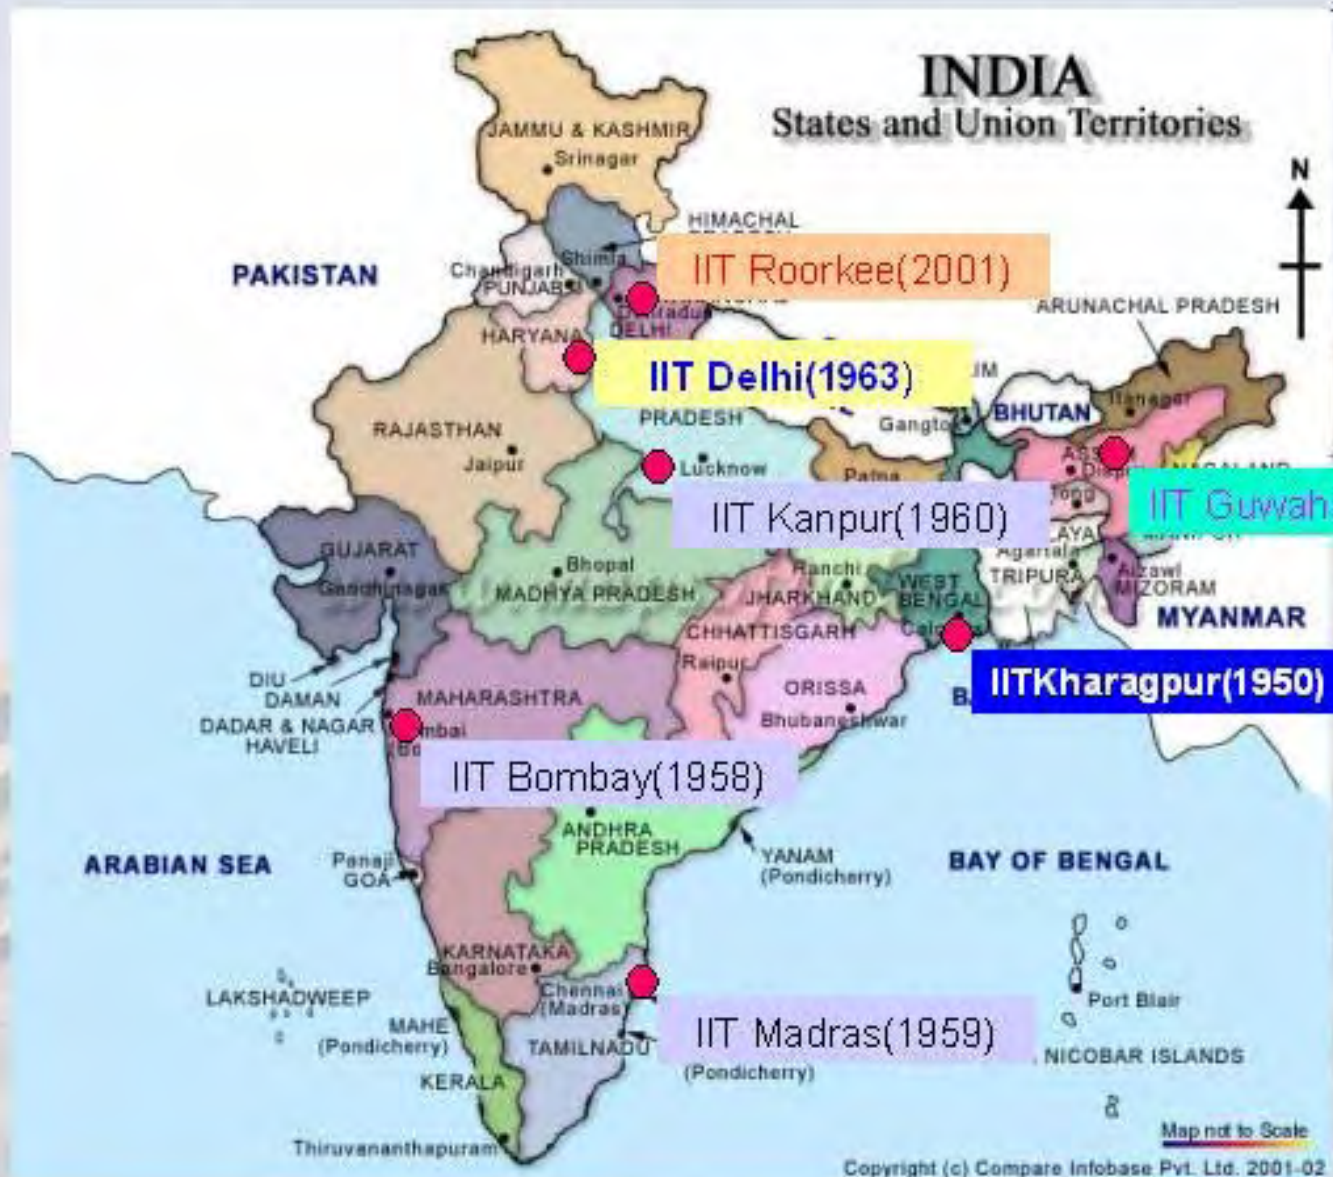 INDIA
States and Union Territories
N
JAMMU & KASHMIR
Srinagar
HIMACHAL
PAKISTAN
Chandigarh
Shimla
PUNJAB
IIT Roorkee(2001)
ARUNACHAL PRADESH
DELHI
HARYANA
IIT Delhi(1963)
BHUTAN
Itanagar
PRADESH
RAJASTHAN
Jaipur
Lucknow
Patna
IIT Kanpur(1960)
IIT Guwah
GUJARAT
Gandhinagar
Bhopal
MADHYA PRADESH
Ranchi
JHARKHAND
WEST
BENGAL
Agartala
TRIPURA
Aizawl
MIZORAM
MYANMAR
CHHATTISGARH
Raipur
ORISSA
Bhubaneshwar
IITKharagpur(1950)
DIU
DAMAN
DADAR & NAGAR
HAVELI
MAHARASHTRA
mbai
IIT Bombay(1958)
ANDHRA
PRADESH
YANAM
(Pondicherry)
ARABIAN SEA
BAY OF BENGAL
Panaji
GOA
KARNATAKA
Bangalore
Chennai
(Madras)
LAKSHADWEEP
Port Blair
MAHE
(Pondicherry)
TAMILNADU
IIT Madras(1959)
(Pondicherry)
NICOBAR ISLANDS
KERALA
Thiruvananthapuram
Map not to Scale
Copyright (c) Compare Infobase Pvt. Ltd. 2001-02